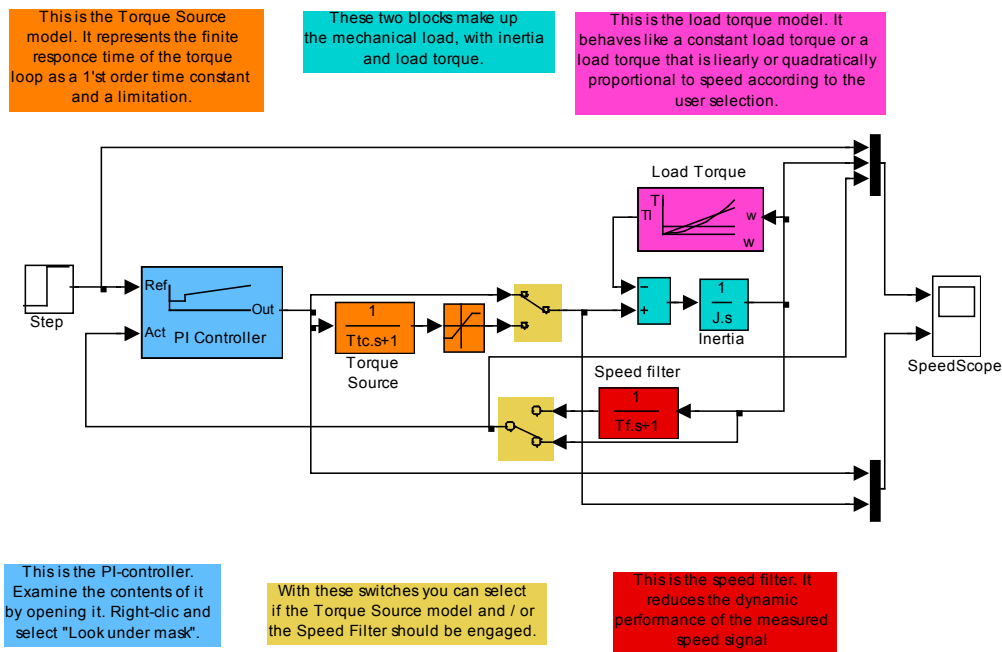 This is the Torque Source
model. It represents the finite
responce time of the torque
loop as a 1'st order time constant
and a limitation.
These two blocks make up
the mechanical load, with inertia
and load torque.
This is the load torque model. It
behaves like a constant load torque or a
load torque that is liearly or quadratically
proportional to speed according to the
user selection.
Load Torque
T
Tl
w
w
Step
Ref
Act
Out
PI Controller
1
Ttc.s+1
Torque
Source
−
+
1
J.s
Inertia
SpeedScope
Speed filter
1
Tf.s+1
This is the PI-controller.
Examine the contents of it
by opening it. Right-clic and
select "Look under mask".
With these switches you can select
if the Torque Source model and / or
the Speed Filter should be engaged.
This is the speed filter. It
reduces the dynamic
performance of the measured
speed signal